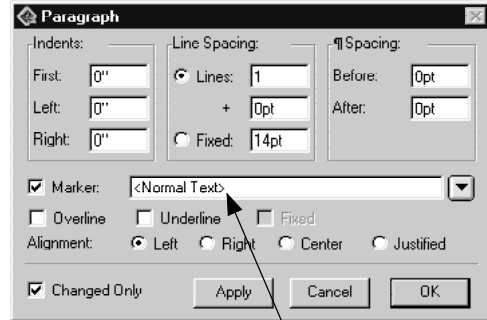 Paragraph
Indents: Line Spacing: ¶ Spacing:
First: 0" Lines: 1 Before: 0pt
Left: 0" + 0pt After: 0pt
Right: 0" Fixed: 14pt
Marker: <Normal Text>
Overline Underline Fixed
Alignment: Left Right Center Justified
Changed Only Apply Cancel OK